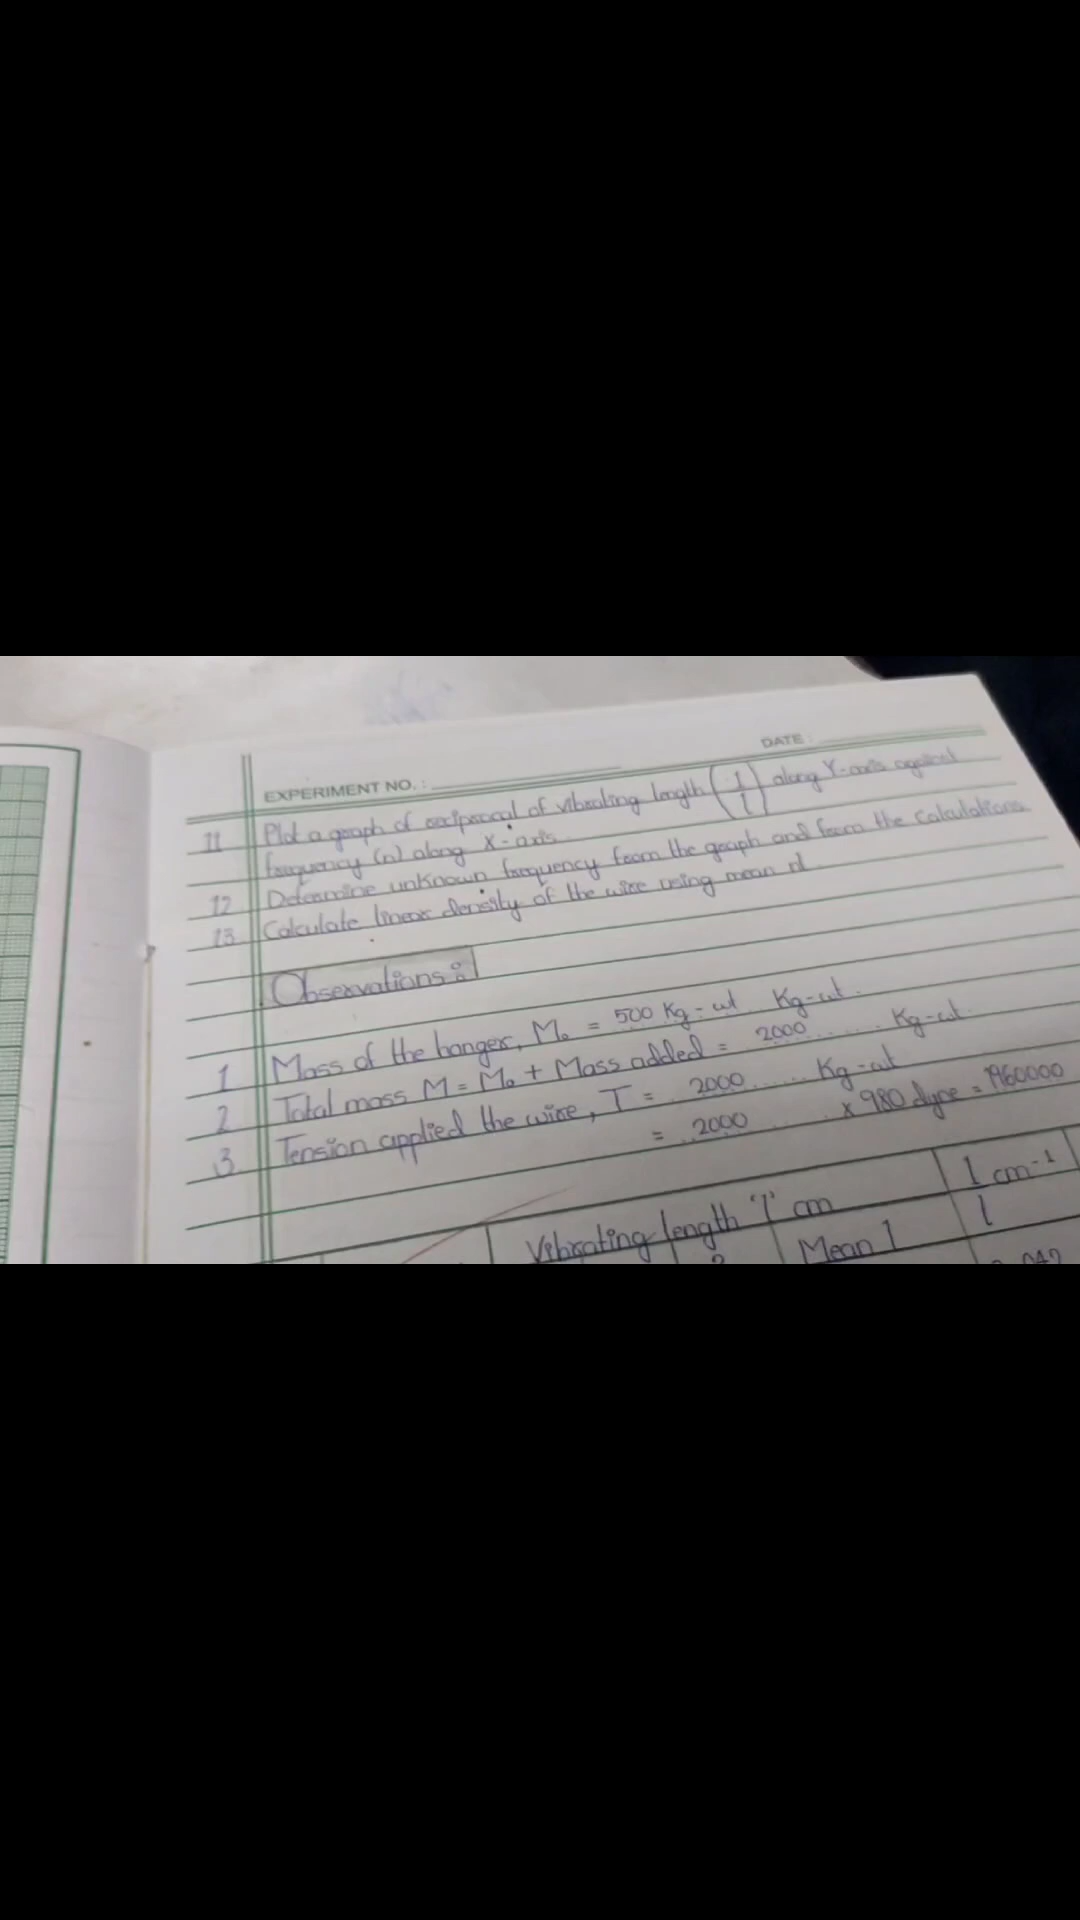 DATE :
EXPERIMENT NO. :
11 Plot a graph of reciprocal of vibrating length (1/l) along Y-axis against
frequency (n) along X-axis.
12 Determine unknown frequency from the graph and from the calculations.
13 Calculate linear density of the wire using mean nl
Observations :
1 Mass of the hanger, M₀ = 500 Kg-wt Kg-wt.
2 Total mass M = M₀ + Mass added = 2000 ...... Kg-wt.
3 Tension applied the wire, T = 2000 ...... Kg-wt
= 2000 ...... x 980 dyne = 1960000
Vibrating length 'l' cm
1/l cm⁻¹
2 Mean l